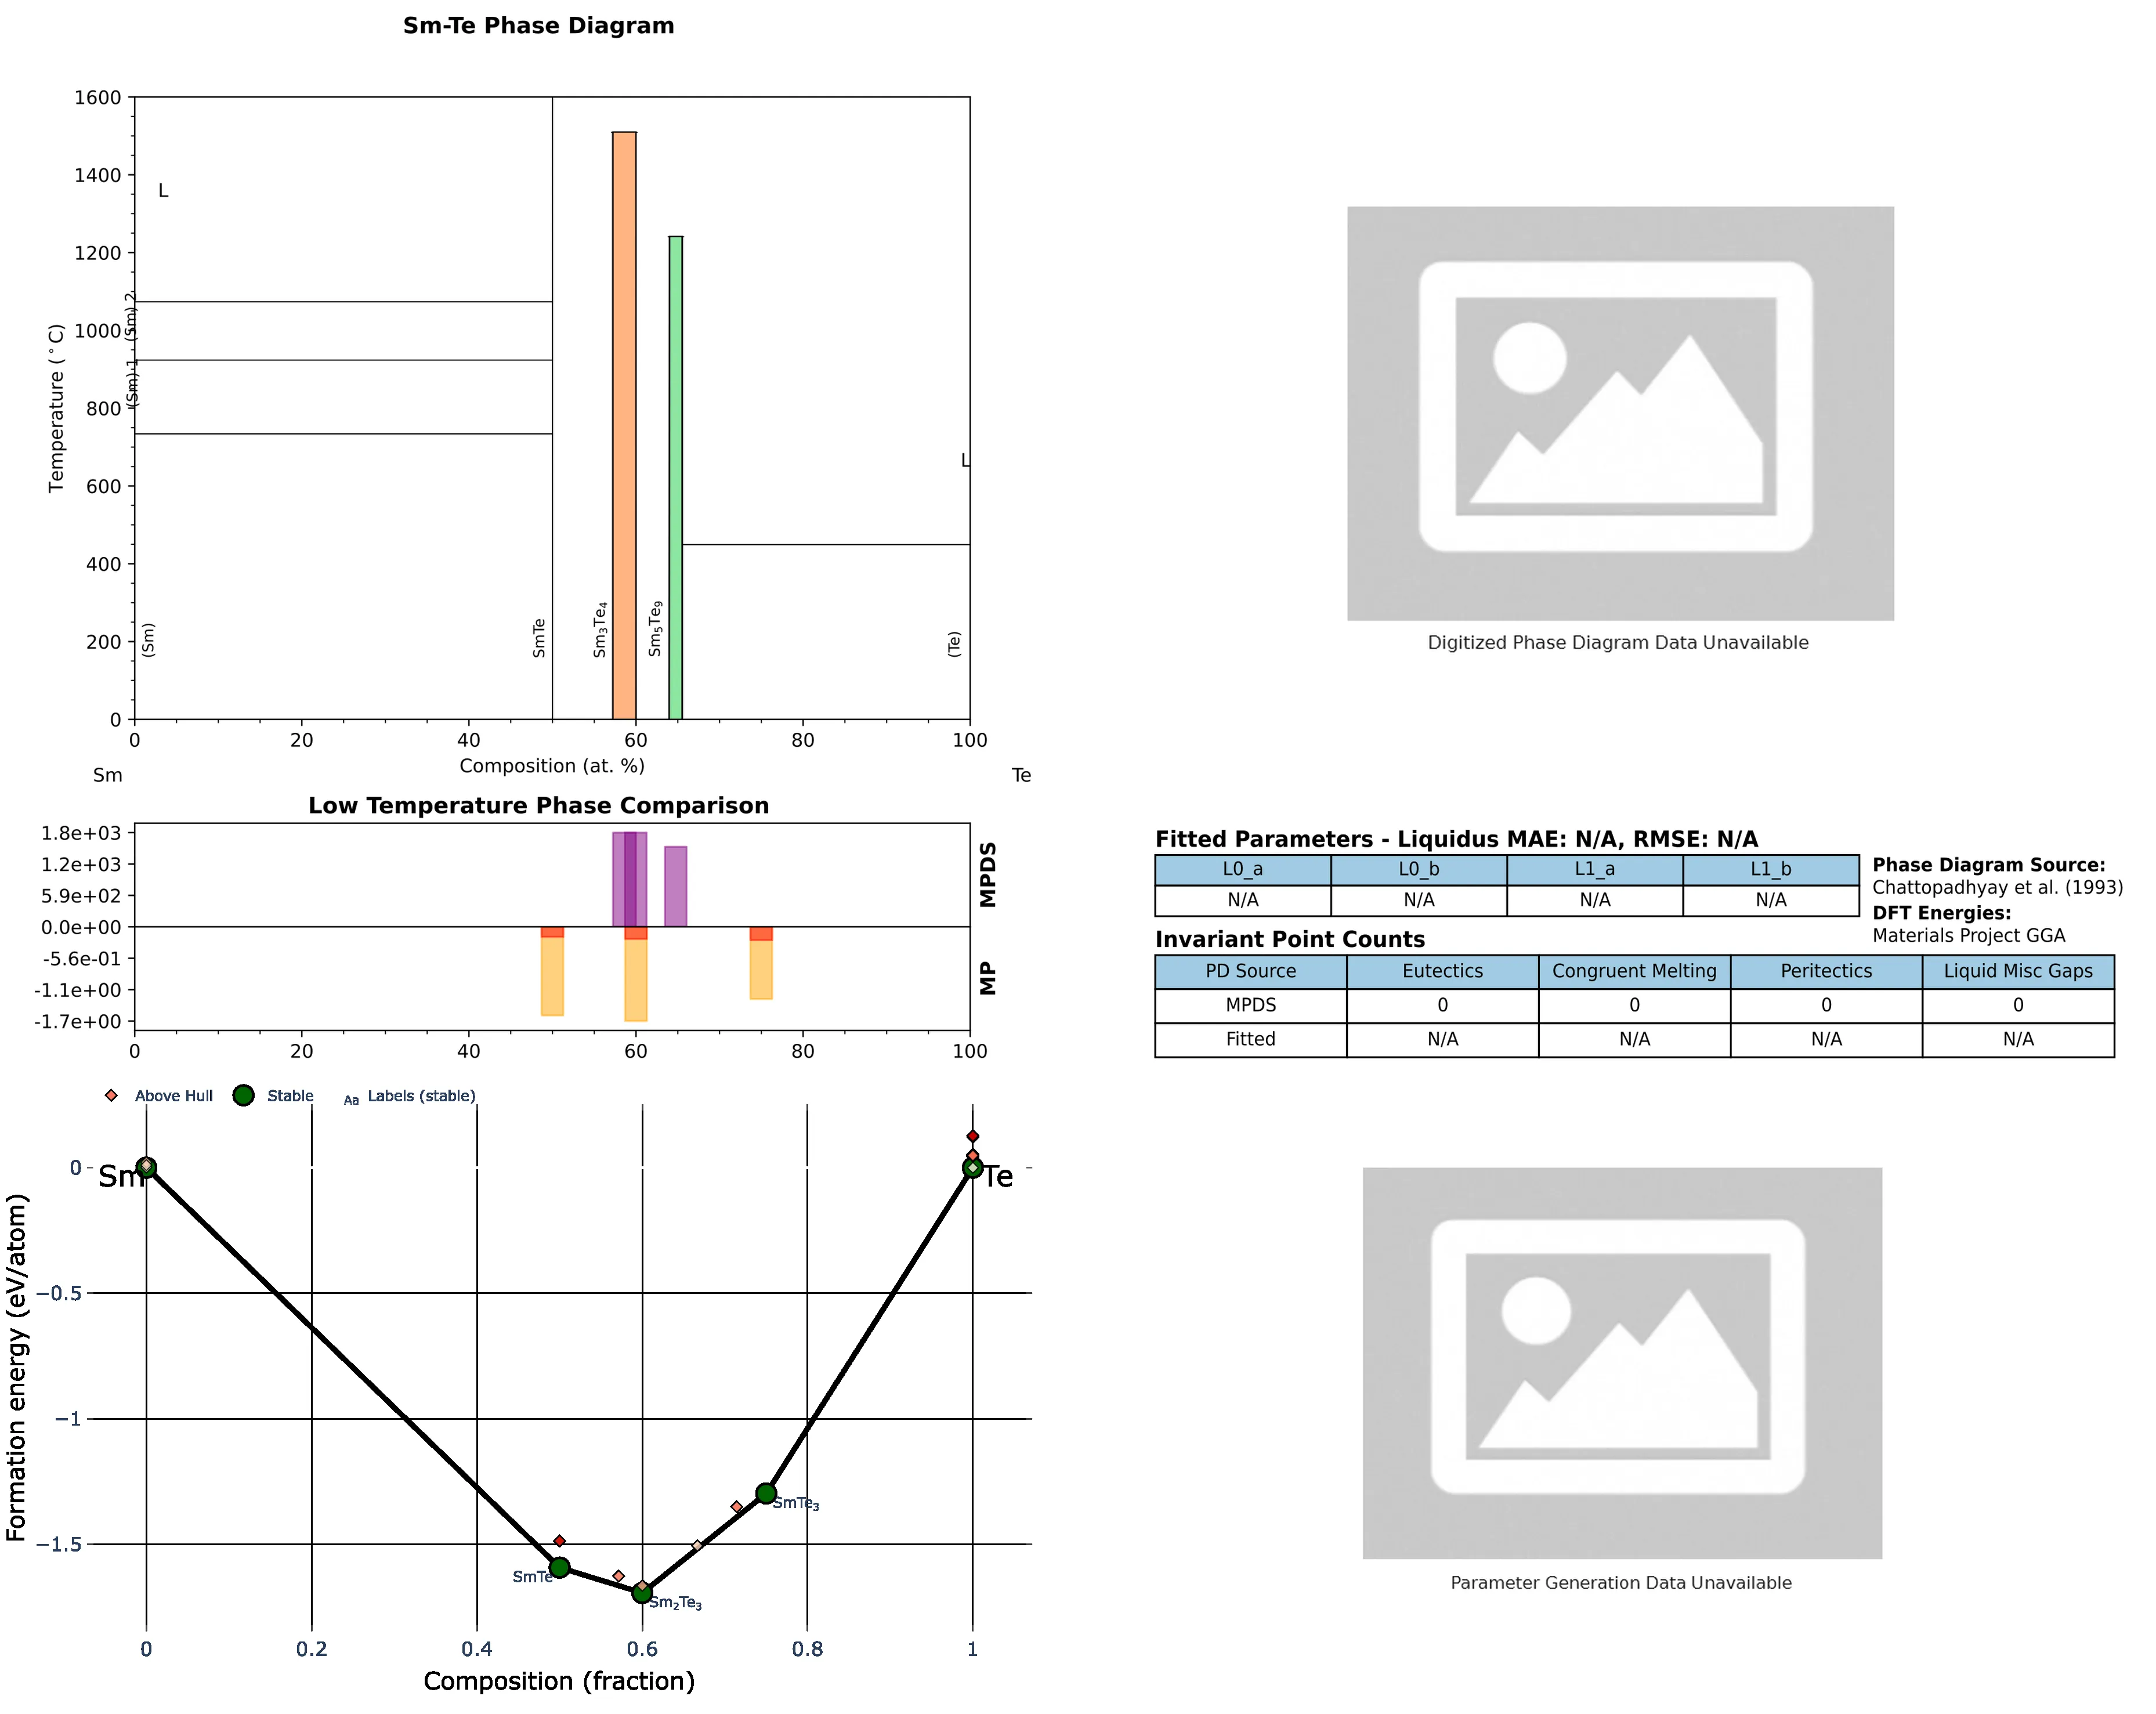 Sm-Te Phase Diagram
1600
1400
1200
1000
800
600
400
200
0
Temperature (°C)
L
(Sm) 2
(Sm) 1
(Sm)
SmTe
Sm₃Te₄
Sm₅Te₉
L
(Te)
0 20 40 60 80 100
Composition (at. %)
Sm Te
Digitized Phase Diagram Data Unavailable
Low Temperature Phase Comparison
1.8e+03
1.2e+03
5.9e+02
0.0e+00
-5.6e-01
-1.1e+00
-1.7e+00
MPDS
MP
0 20 40 60 80 100
Fitted Parameters - Liquidus MAE: N/A, RMSE: N/A
L0_a L0_b L1_a L1_b
N/A N/A N/A N/A
Phase Diagram Source:
Chattopadhyay et al. (1993)
DFT Energies:
Materials Project GGA
Invariant Point Counts
PD Source Eutectics Congruent Melting Peritectics Liquid Misc Gaps
MPDS 0 0 0 0
Fitted N/A N/A N/A N/A
Above Hull Stable Aa Labels (stable)
0
−0.5
−1
−1.5
Formation energy (eV/atom)
Sm
Te
SmTe₃
SmTe
Sm₂Te₃
0 0.2 0.4 0.6 0.8 1
Composition (fraction)
Parameter Generation Data Unavailable